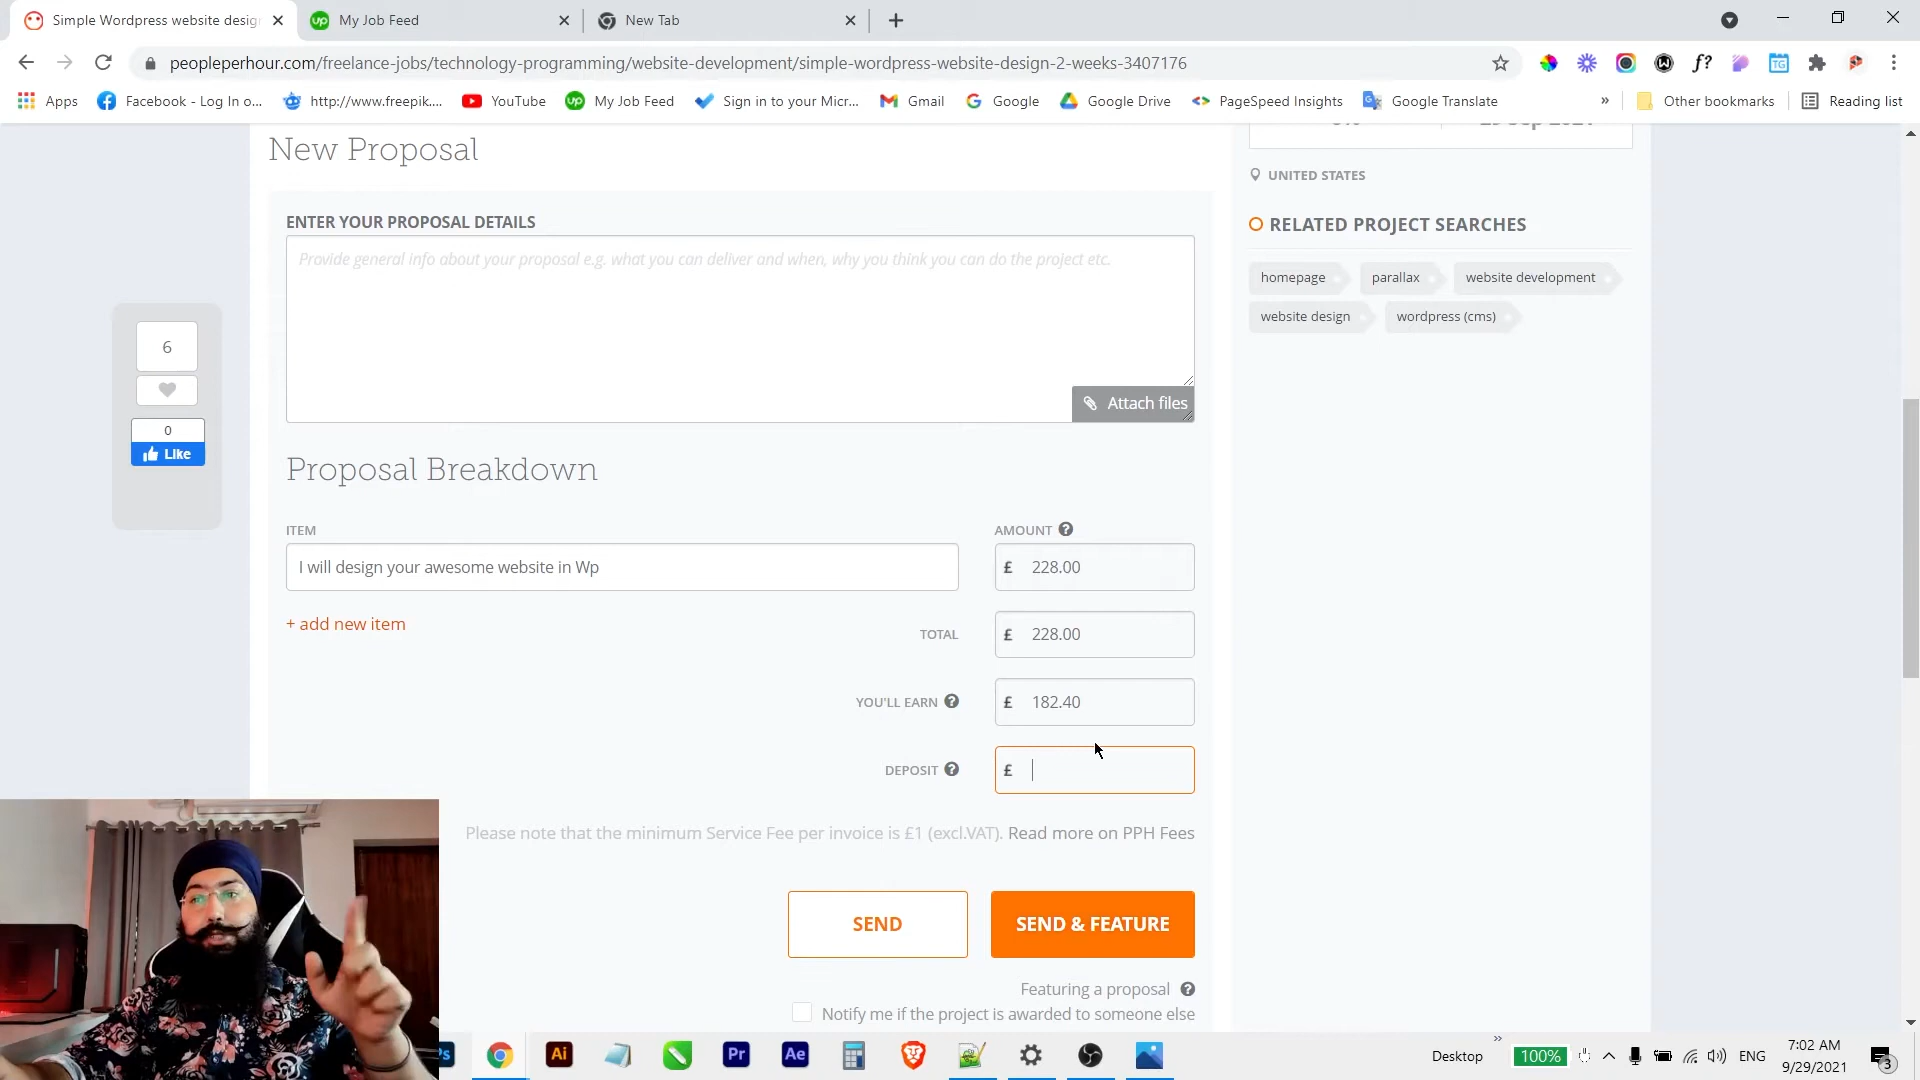 Simple Wordpress website desig
My Job Feed
New Tab
peopleperhour.com/freelance-jobs/technology-programming/website-development/simple-wordpress-website-design-2-weeks-3407176
Apps
Facebook - Log In o...
http://www.freepik....
YouTube
My Job Feed
Sign in to your Micr...
Gmail
Google
Google Drive
PageSpeed Insights
Google Translate
»
Other bookmarks
Reading list
New Proposal
UNITED STATES
ENTER YOUR PROPOSAL DETAILS
Provide general info about your proposal e.g. what you can deliver and when, why you think you can do the project etc.
RELATED PROJECT SEARCHES
homepage
parallax
website development
website design
wordpress (cms)
6
0
Like
Attach files
Proposal Breakdown
ITEM
AMOUNT ?
I will design your awesome website in Wp
£ 228.00
+ add new item
TOTAL
£ 228.00
YOU'LL EARN ?
£ 182.40
DEPOSIT ?
£
Please note that the minimum Service Fee per invoice is £1 (excl.VAT). Read more on PPH Fees
SEND
SEND & FEATURE
Featuring a proposal ?
Notify me if the project is awarded to someone else
Ai
Pr
Ae
Desktop
»
100%
ENG
7:02 AM
9/29/2021
3